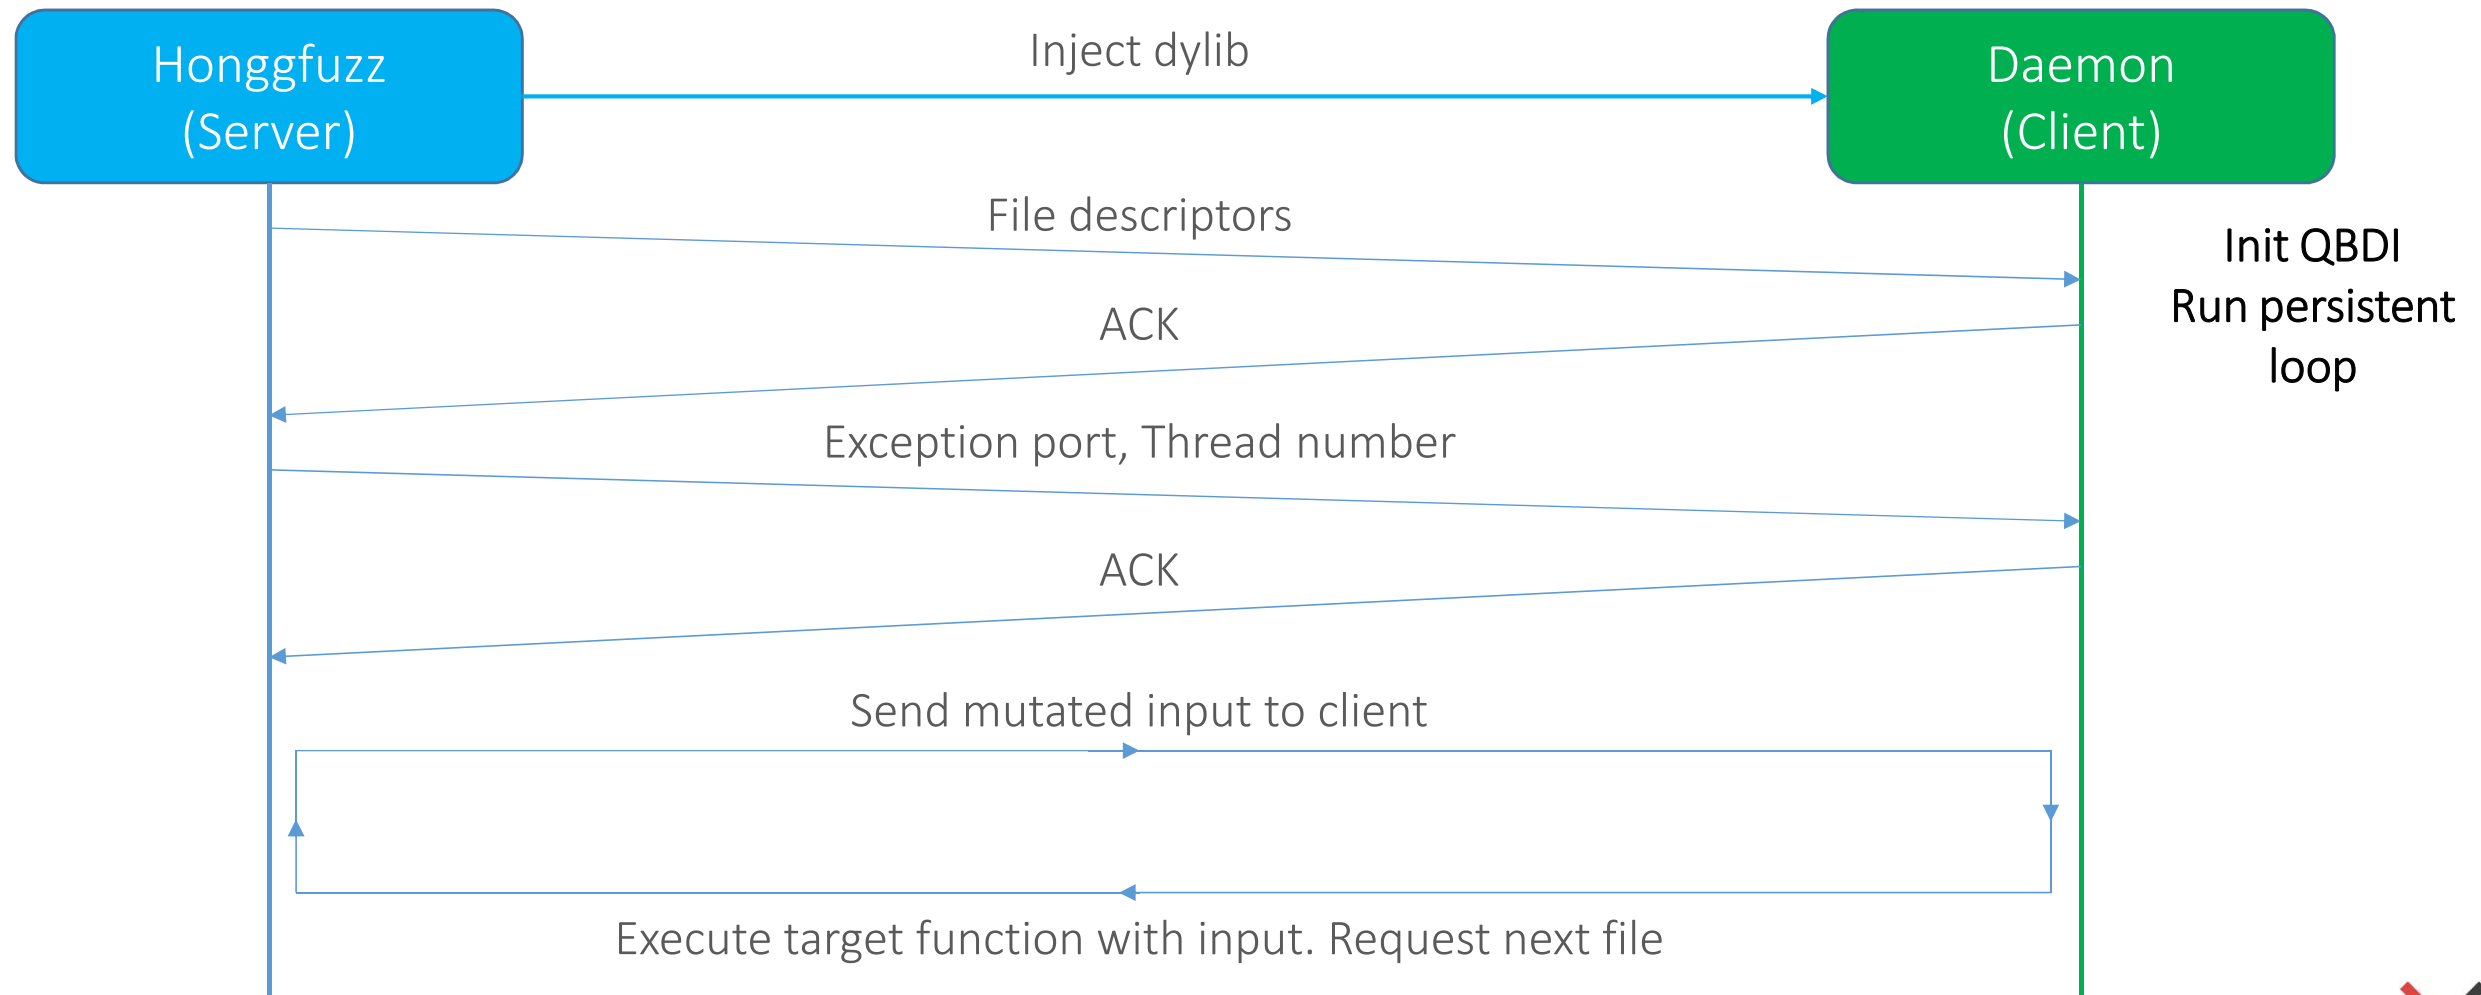 Honggfuzz
(Server)
Inject dylib
Daemon
(Client)
File descriptors
Init QBDI
Run persistent
loop
ACK
Exception port, Thread number
ACK
Send mutated input to client
Execute target function with input. Request next file